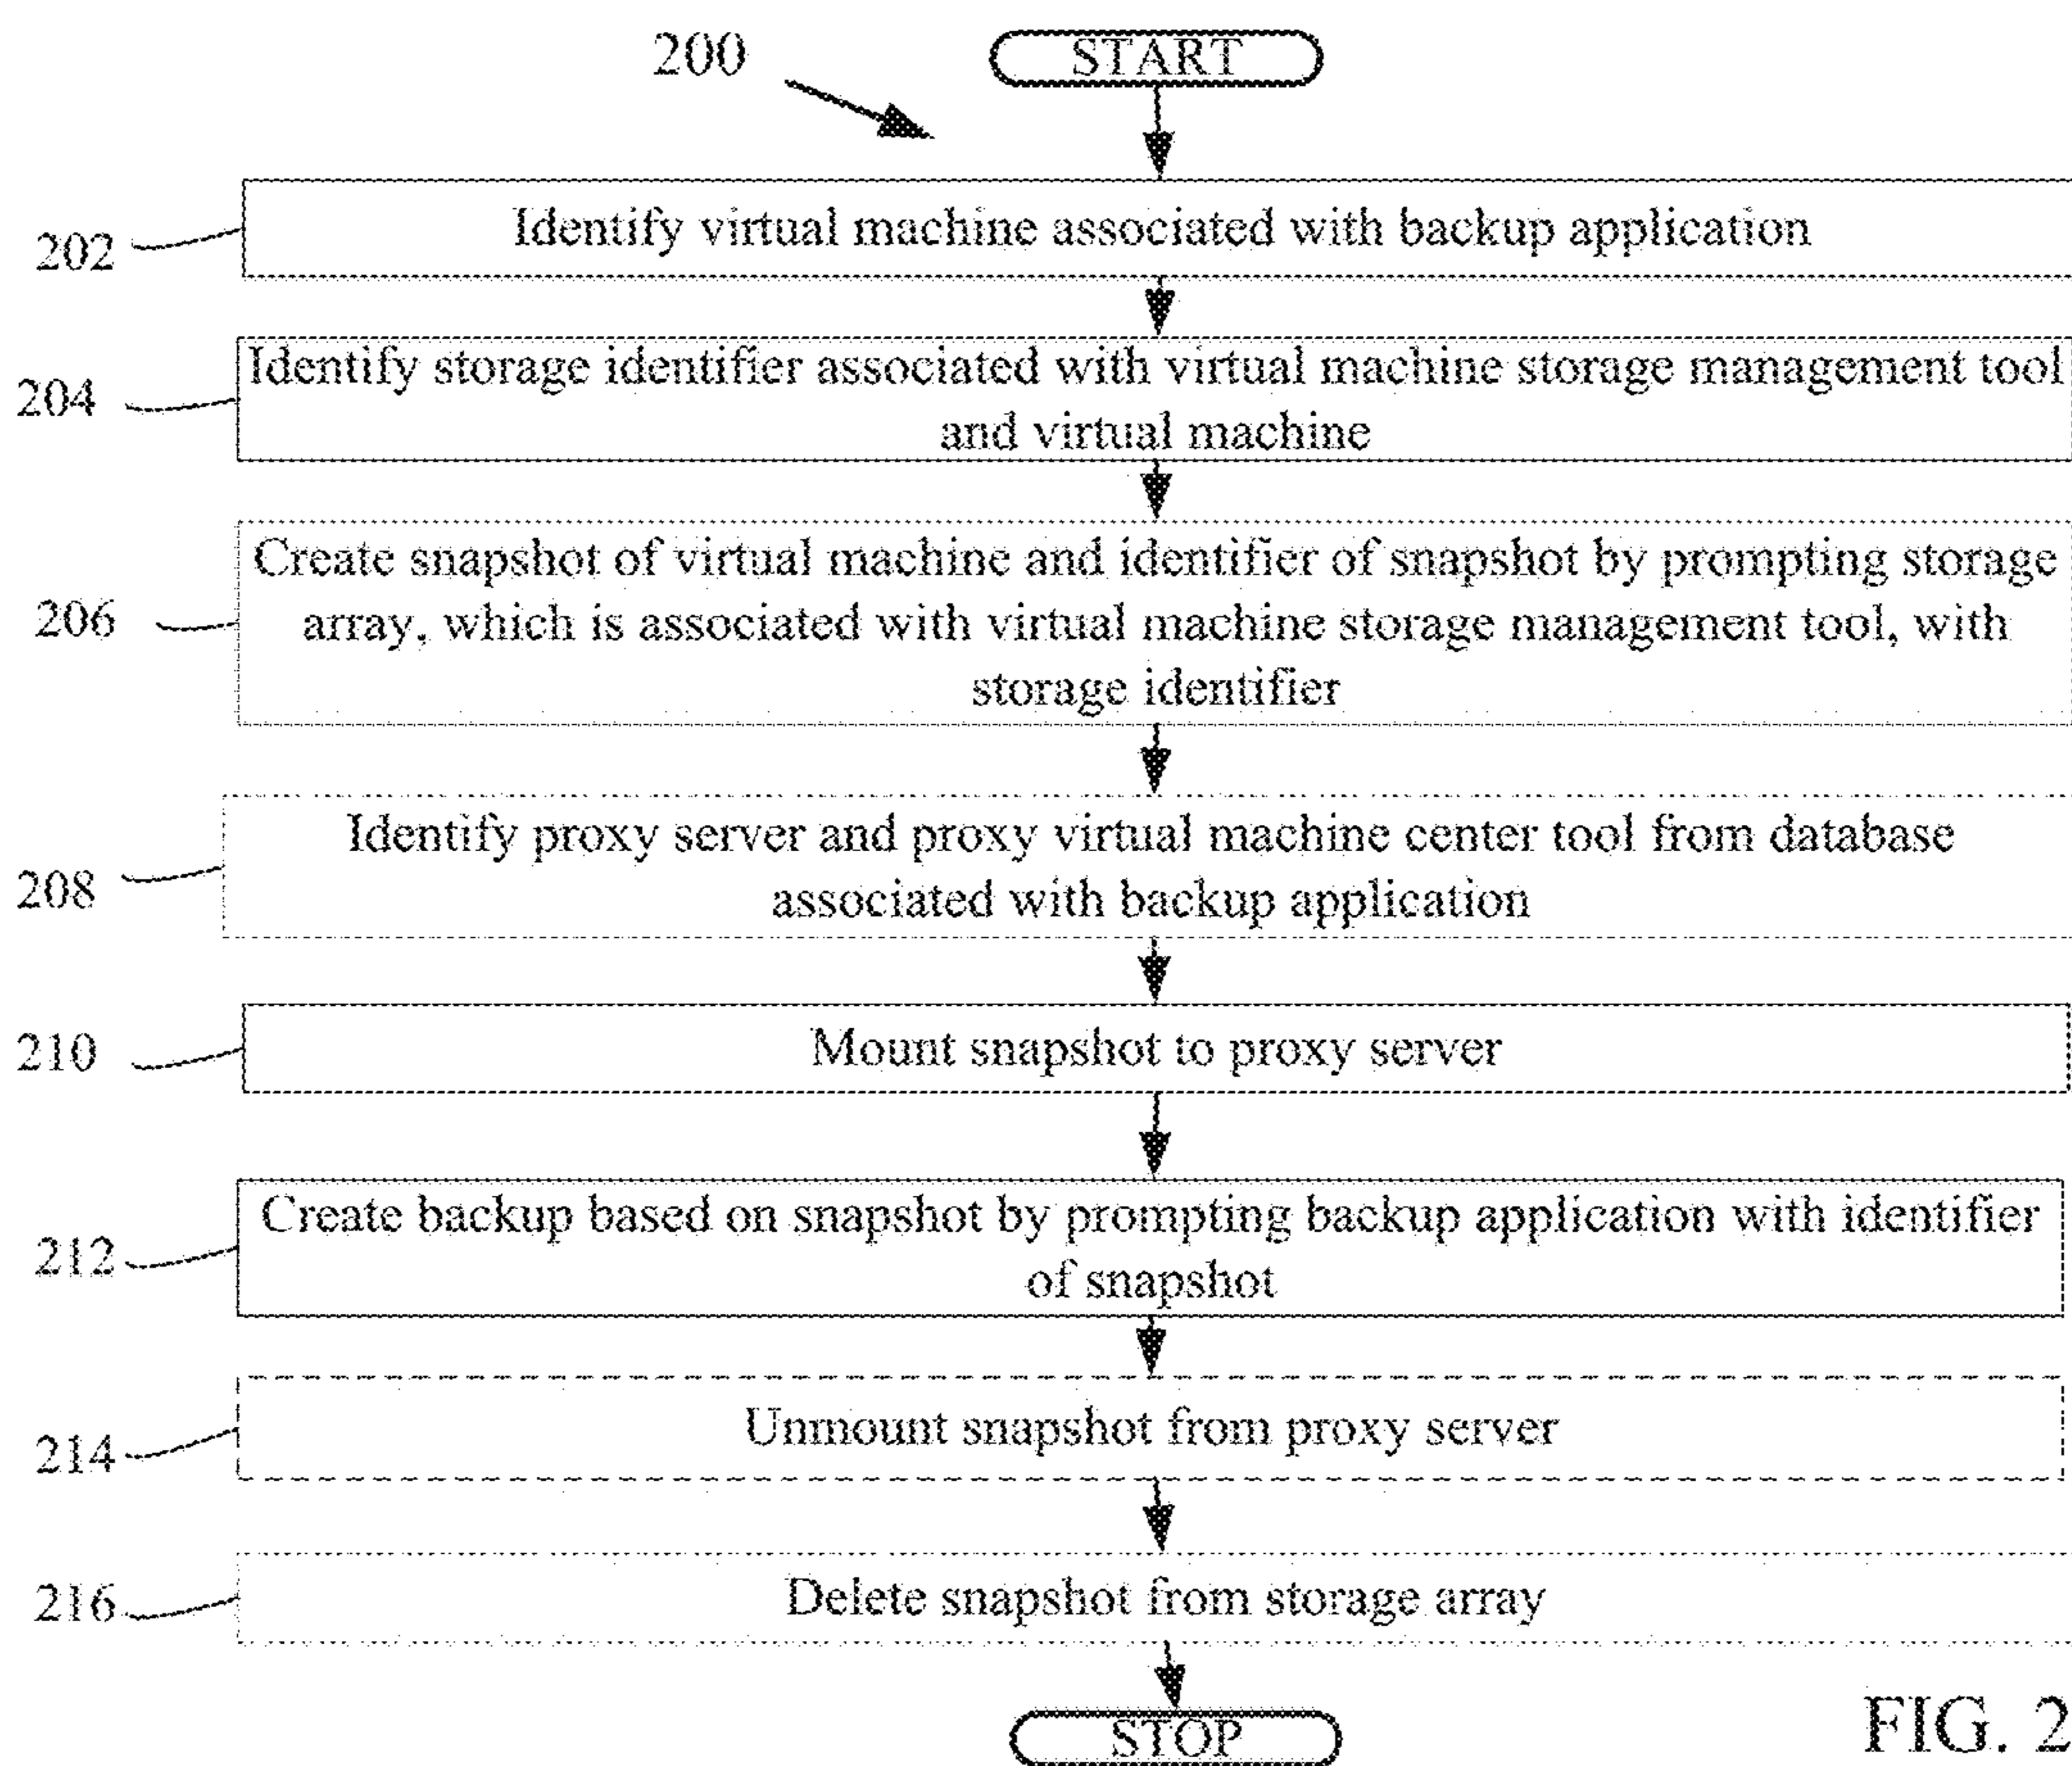 200
START
202
Identify virtual machine associated with backup application
204
Identify storage identifier associated with virtual machine storage management tool
and virtual machine
206
Create snapshot of virtual machine and identifier of snapshot by prompting storage
array, which is associated with virtual machine storage management tool, with
storage identifier
208
Identify proxy server and proxy virtual machine center tool from database
associated with backup application
210
Mount snapshot to proxy server
212
Create backup based on snapshot by prompting backup application with identifier
of snapshot
214
Unmount snapshot from proxy server
216
Delete snapshot from storage array
STOP
FIG. 2